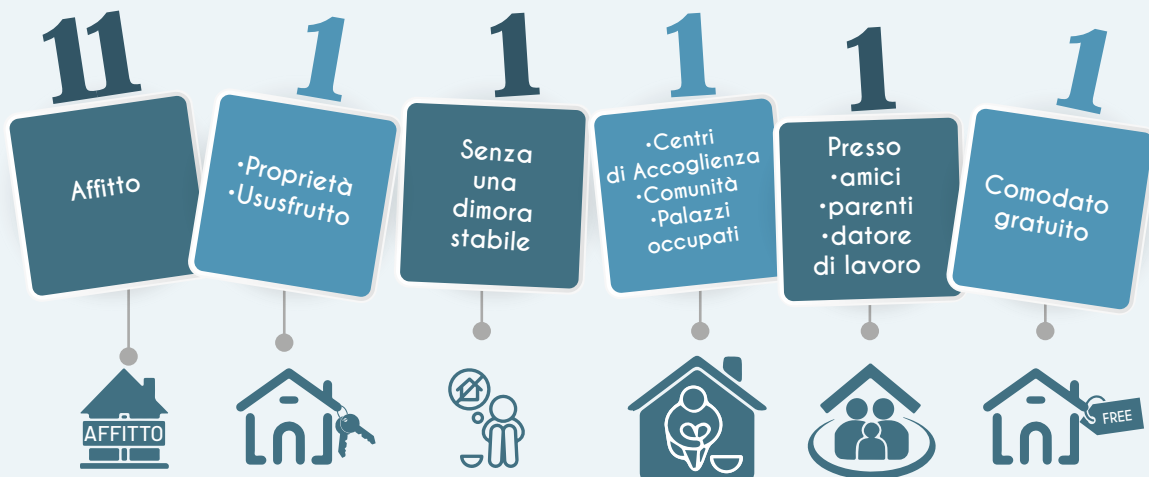 11
Affitto
1
•Proprietà
•Ususfrutto
1
Senza
una
dimora
stabile
1
•Centri
di Accoglienza
•Comunità
•Palazzi
occupati
1
Presso
•amici
•parenti
•datore
di lavoro
1
Comodato
gratuito
AFFITTO
FREE